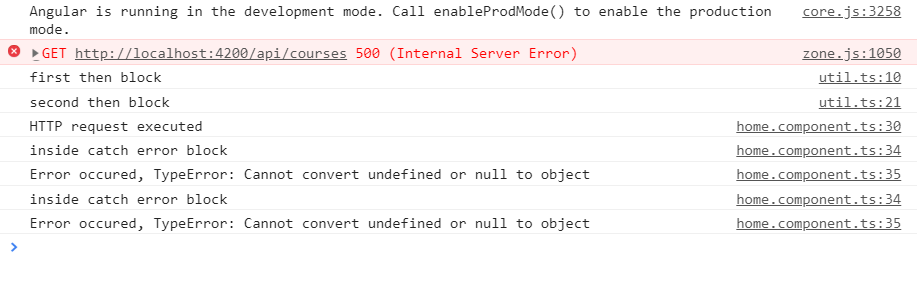 Angular is running in the development mode. Call enableProdMode() to enable the production core.js:3258
mode.
GET http://localhost:4200/api/courses 500 (Internal Server Error) zone.js:1050
first then block util.ts:10
second then block util.ts:21
HTTP request executed home.component.ts:30
inside catch error block home.component.ts:34
Error occured, TypeError: Cannot convert undefined or null to object home.component.ts:35
inside catch error block home.component.ts:34
Error occured, TypeError: Cannot convert undefined or null to object home.component.ts:35